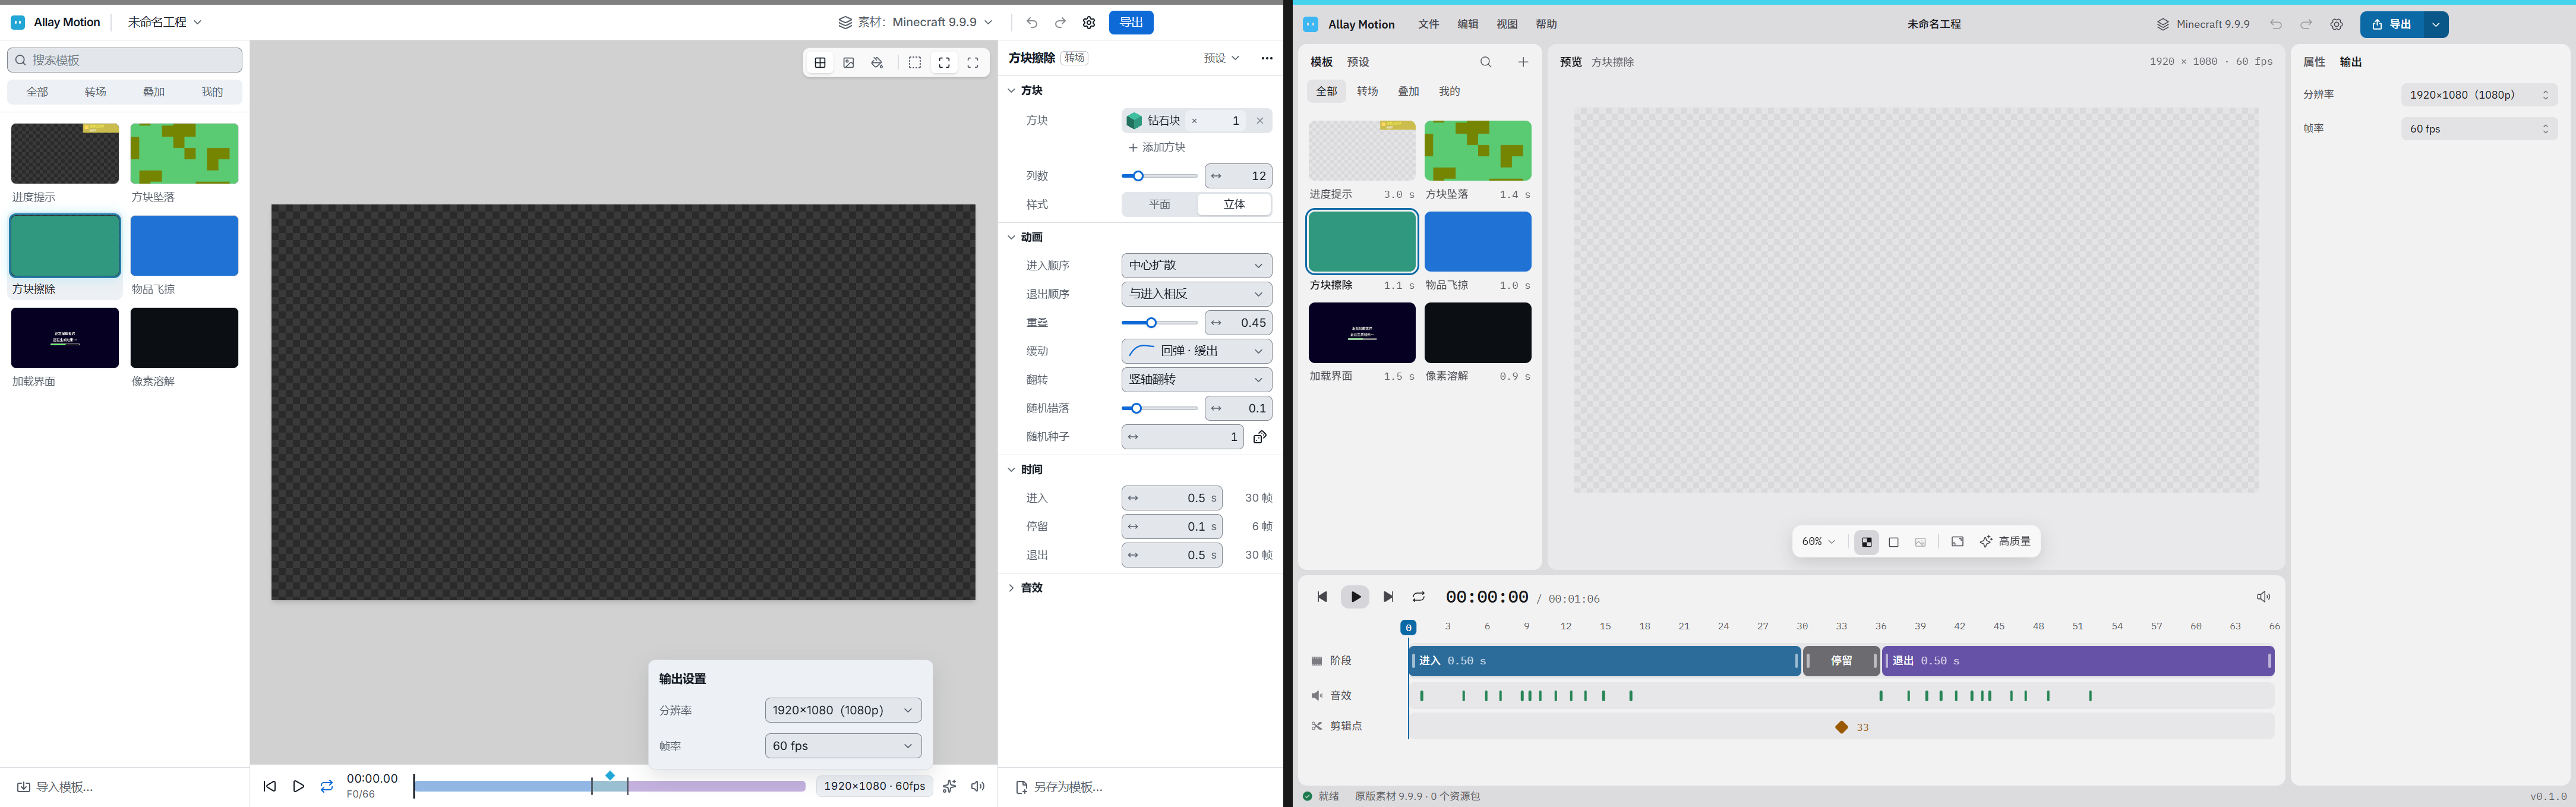 Allay Motion
未命名工程
素材：Minecraft 9.9.9
导出
搜索模板
全部 转场 叠加 我的
进度提示 方块坠落
方块擦除 物品飞掠
加载界面 像素溶解
导入模板...
输出设置
分辨率 1920×1080（1080p）
帧率 60 fps
00:00.00
F0/66
1920×1080 · 60fps
方块擦除 转场 预设
方块
方块 钻石块 × 1
添加方块
列数 12
样式 平面 立体
动画
进入顺序 中心扩散
退出顺序 与进入相反
重叠 0.45
缓动 回弹 · 缓出
翻转 竖轴翻转
随机错落 0.1
随机种子 1
时间
进入 0.5 s 30 帧
停留 0.1 s 6 帧
退出 0.5 s 30 帧
音效
另存为模板...
Allay Motion 文件 编辑 视图 帮助
未命名工程
Minecraft 9.9.9
导出
模板 预设
全部 转场 叠加 我的
进度提示 3.0 s 方块坠落 1.4 s
方块擦除 1.1 s 物品飞掠 1.0 s
加载界面 1.5 s 像素溶解 0.9 s
预览 方块擦除 1920 × 1080 · 60 fps
60% 高质量
属性 输出
分辨率 1920×1080（1080p）
帧率 60 fps
00:00:00 / 00:01:06
0 3 6 9 12 15 18 21 24 27 30 33 36 39 42 45 48 51 54 57 60 63 66
阶段 进入 0.50 s 停留 退出 0.50 s
音效
剪辑点 33
就绪 原版素材 9.9.9 · 0 个资源包
v0.1.0